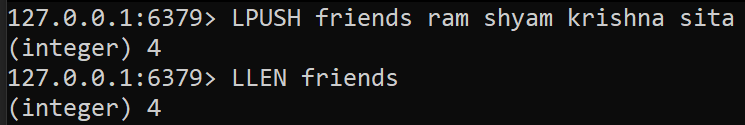 127.0.0.1:6379> LPUSH friends ram shyam krishna sita
(integer) 4
127.0.0.1:6379> LLEN friends
(integer) 4